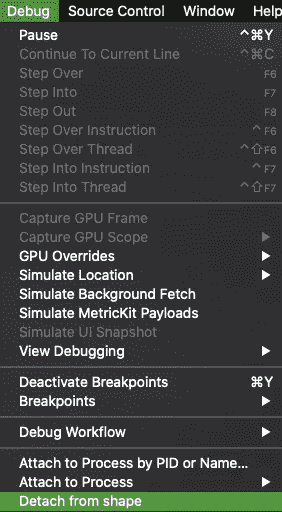 Debug Source Control Window Help
Pause ^⌘Y
Continue To Current Line ^⌘C
Step Over F6
Step Into F7
Step Out F8
Step Over Instruction ^F6
Step Over Thread ^⇧F6
Step Into Instruction ^F7
Step Into Thread ^⇧F7
Capture GPU Frame
Capture GPU Scope
GPU Overrides
Simulate Location
Simulate Background Fetch
Simulate MetricKit Payloads
Simulate UI Snapshot
View Debugging
Deactivate Breakpoints ⌘Y
Breakpoints
Debug Workflow
Attach to Process by PID or Name...
Attach to Process
Detach from shape